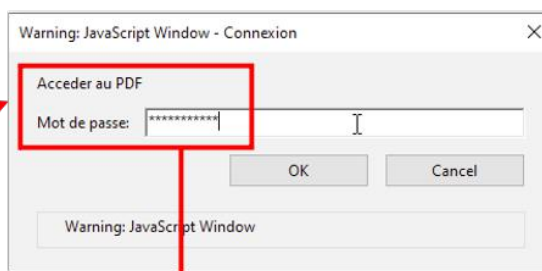 Warning: JavaScript Window - Connexion
Acceder au PDF
Mot de passe: ***********
OK Cancel
Warning: JavaScript Window